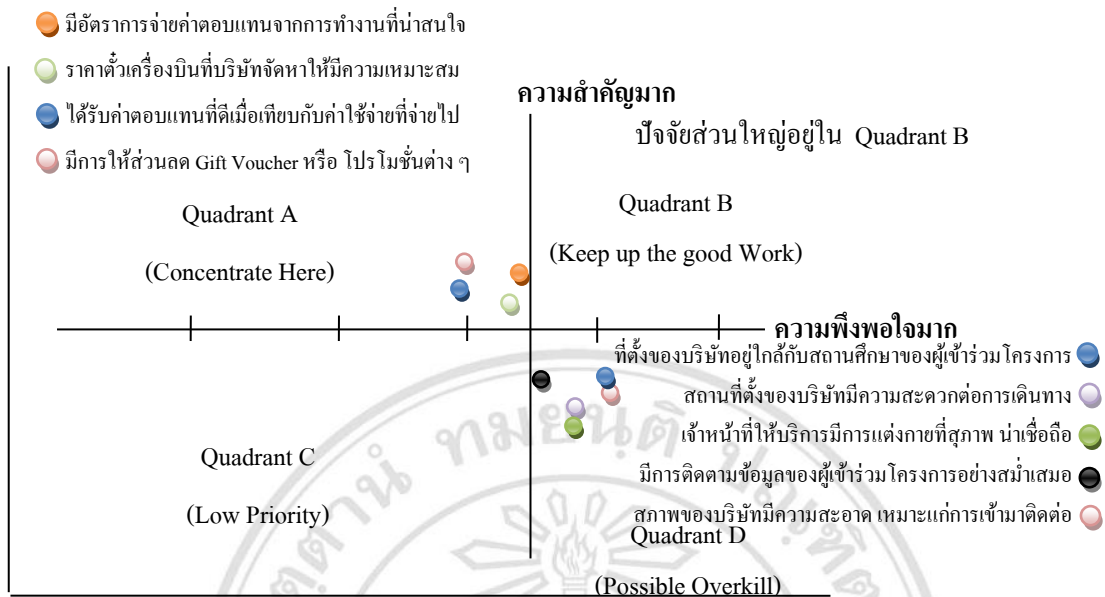 มีอัตราการจ่ายค่าตอบแทนจากการทำงานที่น่าสนใจ
ราคาตั๋วเครื่องบินที่บริษัทจัดหาให้มีความเหมาะสม
ได้รับค่าตอบแทนที่ดีเมื่อเทียบกับค่าใช้จ่ายที่จ่ายไป
มีการให้ส่วนลด Gift Voucher หรือ โปรโมชั่นต่าง ๆ
ความสำคัญมาก
ปัจจัยส่วนใหญ่อยู่ใน Quadrant B
Quadrant A
(Concentrate Here)
Quadrant B
(Keep up the good Work)
ความพึงพอใจมาก
ที่ตั้งของบริษัทอยู่ใกล้กับสถานศึกษาของผู้เข้าร่วมโครงการ
สถานที่ตั้งของบริษัทมีความสะดวกต่อการเดินทาง
เจ้าหน้าที่ให้บริการมีการแต่งกายที่สุภาพ น่าเชื่อถือ
มีการติดตามข้อมูลของผู้เข้าร่วมโครงการอย่างสม่ำเสมอ
สภาพของบริษัทมีความสะอาด เหมาะแก่การเข้ามาติดต่อ
Quadrant C
(Low Priority)
Quadrant D
(Possible Overkill)